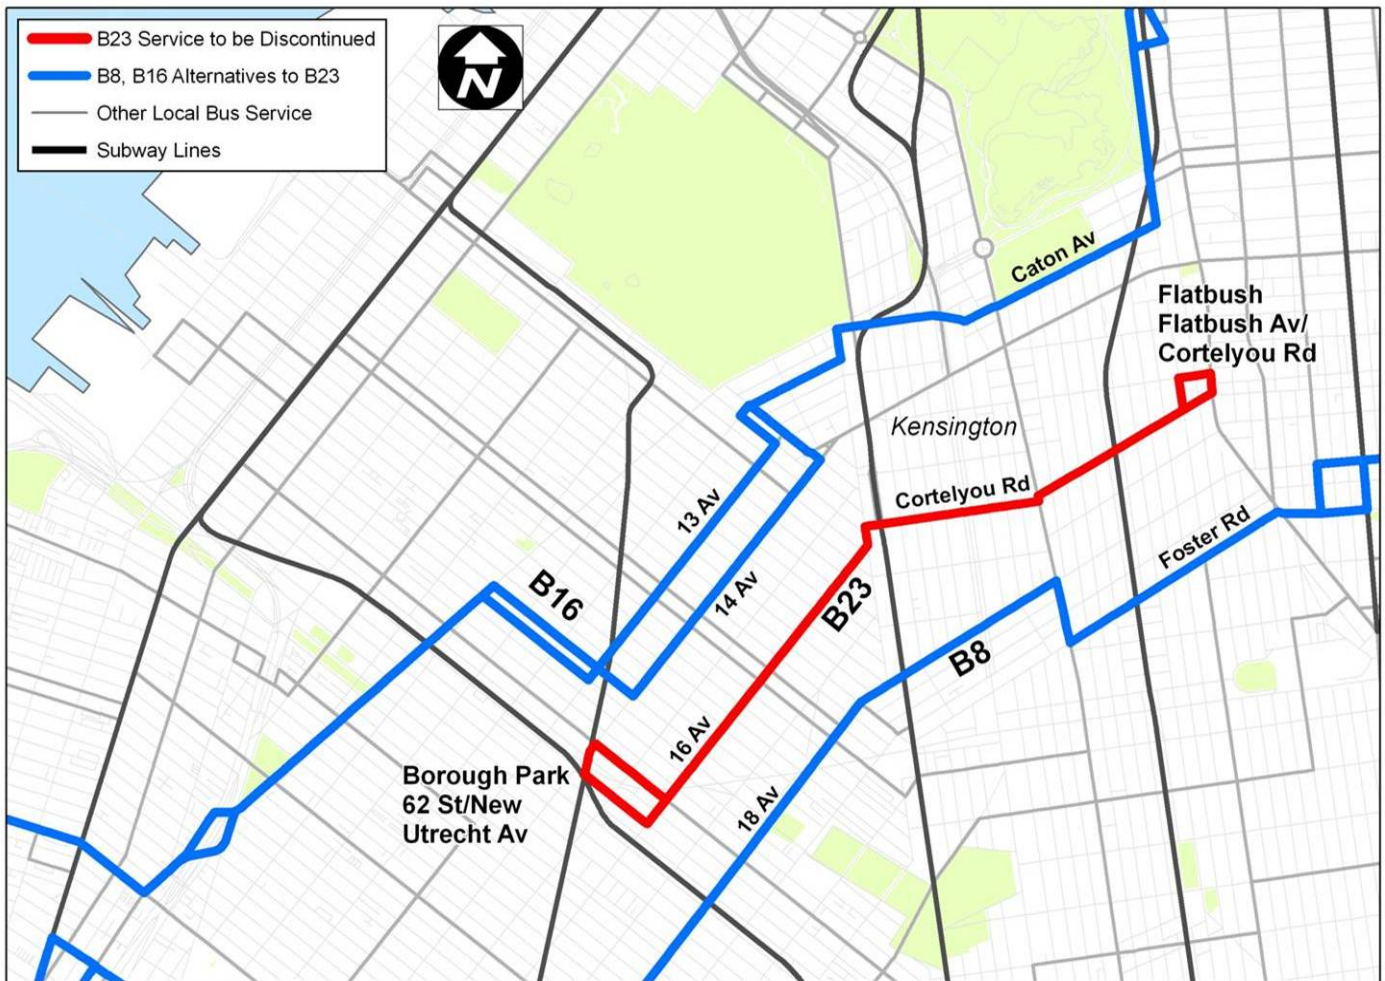 B23 Service to be Discontinued
B8, B16 Alternatives to B23
Other Local Bus Service
Subway Lines
N
Caton Av
Flatbush
Flatbush Av/
Cortelyou Rd
Kensington
Cortelyou Rd
13 Av
Foster Rd
B16
14 Av
B23
B8
16 Av
Borough Park
62 St/New
Utrecht Av
18 Av